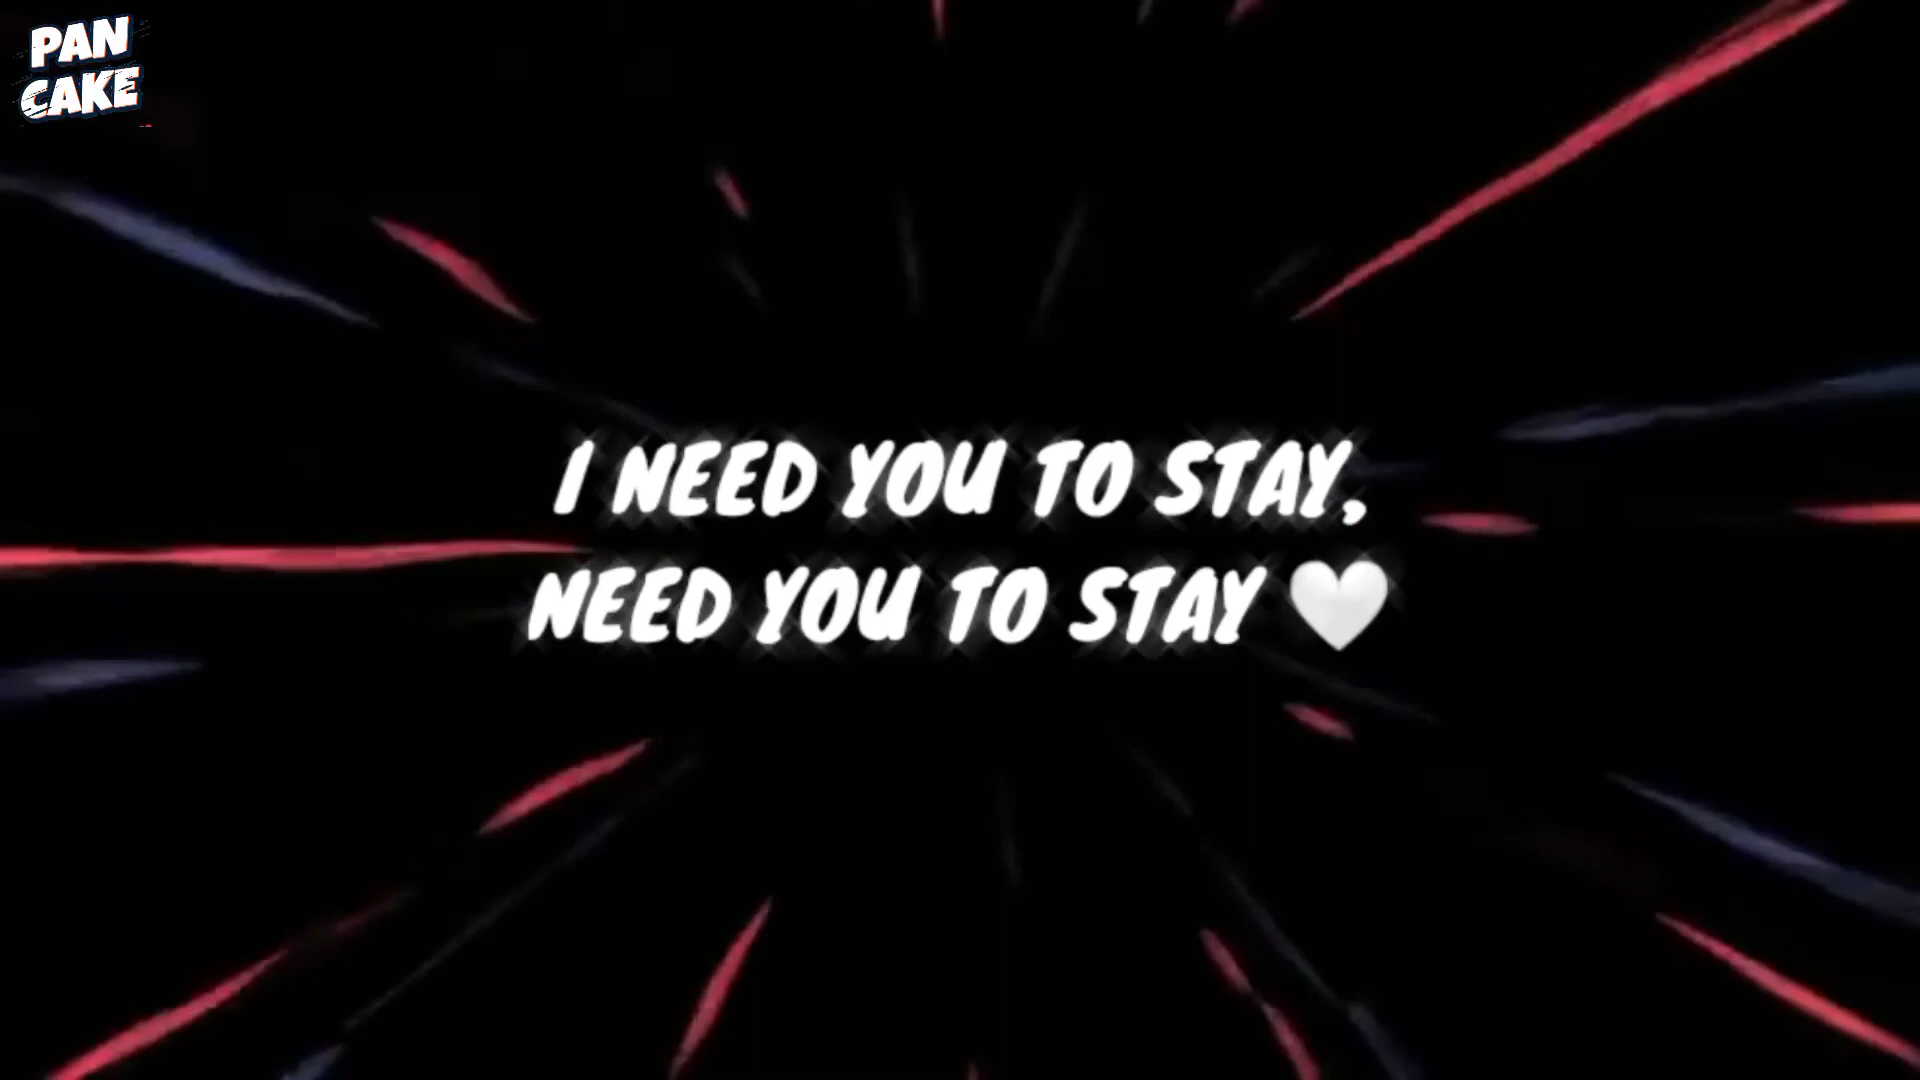 PAN
CAKE
I NEED YOU TO STAY,
NEED YOU TO STAY 🤍